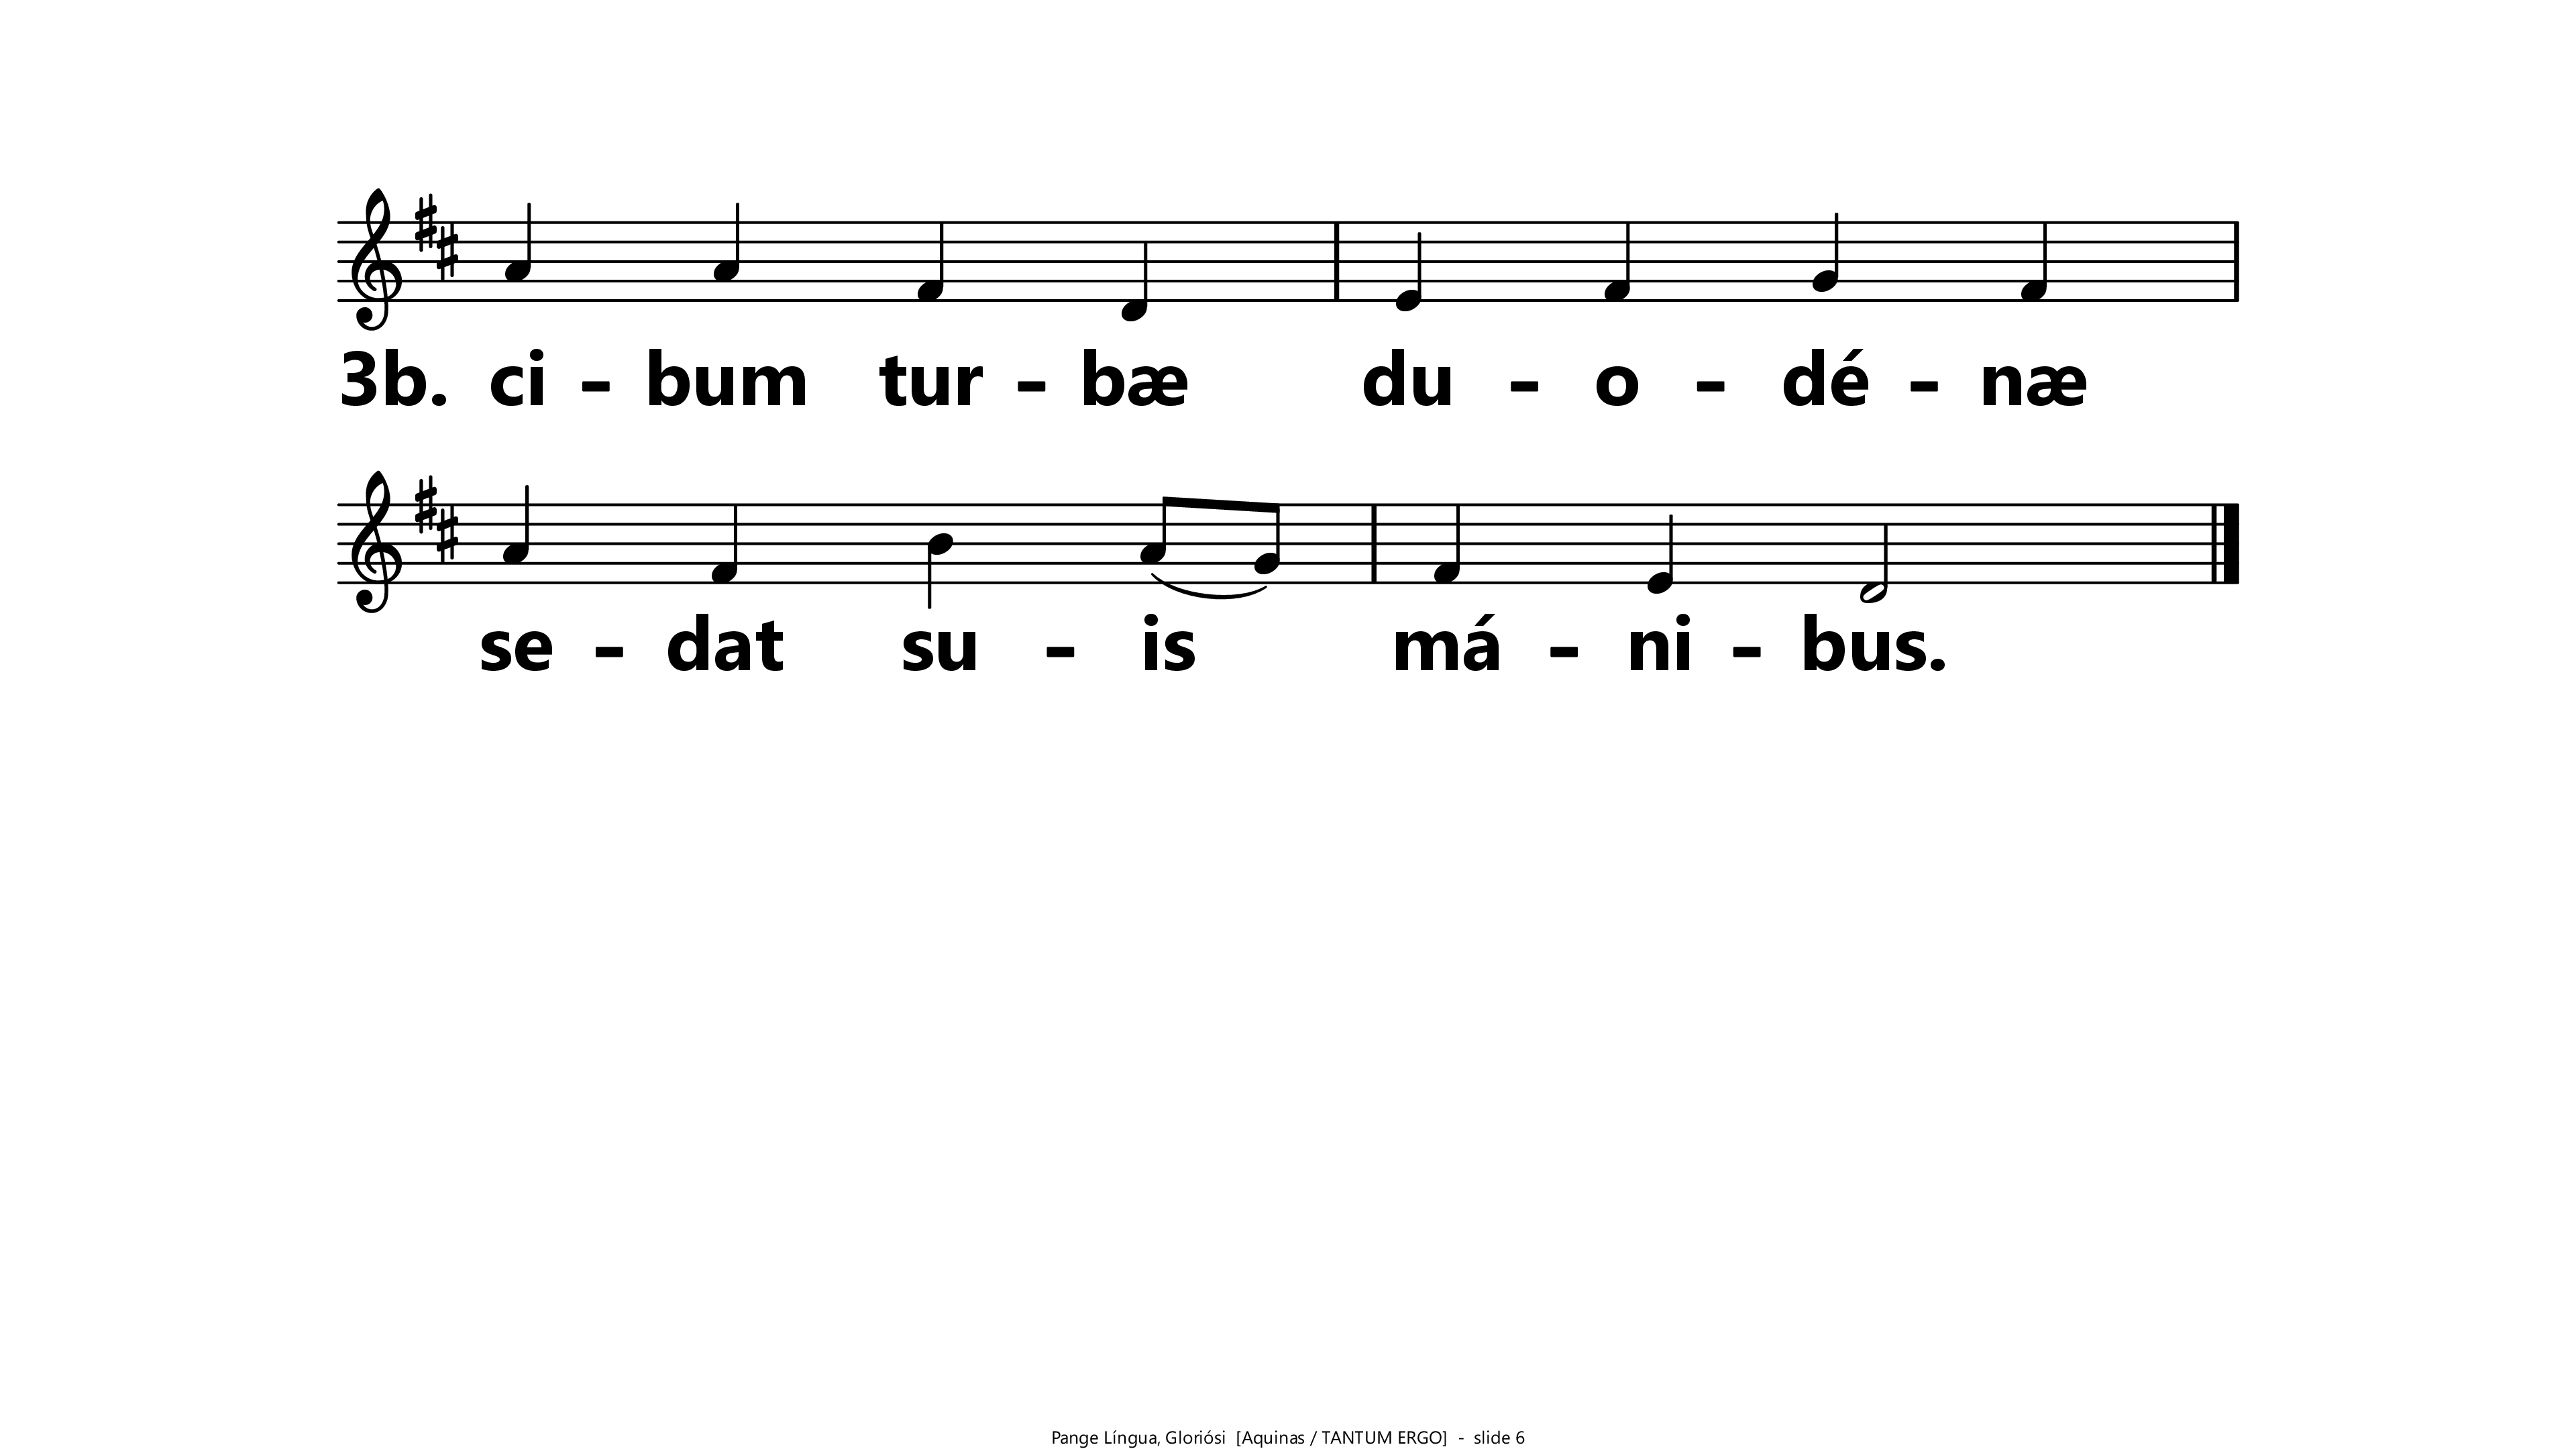 3b. ci - bum tur - bæ du - o - dé - næ
se - dat su - is má - ni - bus.
Pange Língua, Gloriósi [Aquinas / TANTUM ERGO] - slide 6